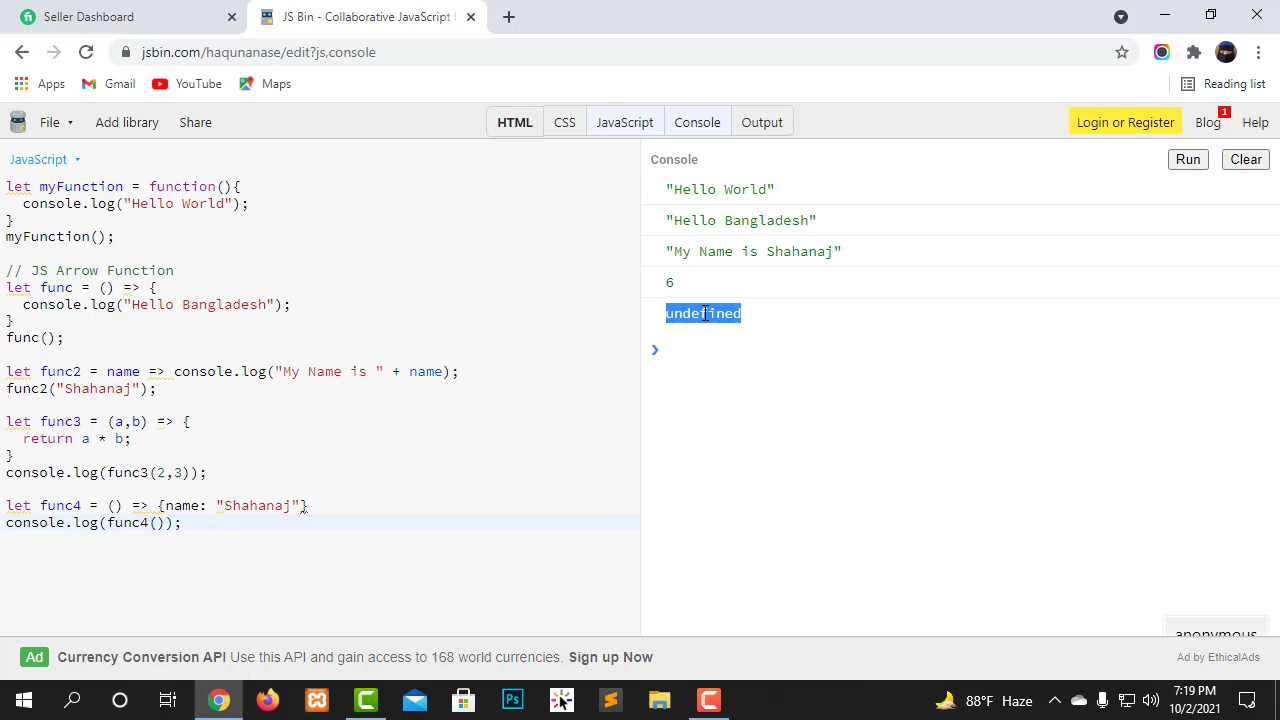 Seller Dashboard
JS Bin - Collaborative JavaScript
jsbin.com/haqunanase/edit?js,console
Apps Gmail YouTube Maps Reading list
File Add library Share HTML CSS JavaScript Console Output Login or Register Blog 1 Help
JavaScript
let myFunction = function(){
console.log("Hello World");
}
myFunction();
// JS Arrow Function
let func = () => {
console.log("Hello Bangladesh");
}
func();
let func2 = name => console.log("My Name is " + name);
func2("Shahanaj");
let func3 = (a,b) => {
return a * b;
}
console.log(func3(2,3));
let func4 = () => {name: "Shahanaj"}
console.log(func4());
Console Run Clear
"Hello World"
"Hello Bangladesh"
"My Name is Shahanaj"
6
undefined
anonymous
Ad Currency Conversion API Use this API and gain access to 168 world currencies. Sign up Now Ad by EthicalAds
Ps
88°F Haze
7:19 PM
10/2/2021